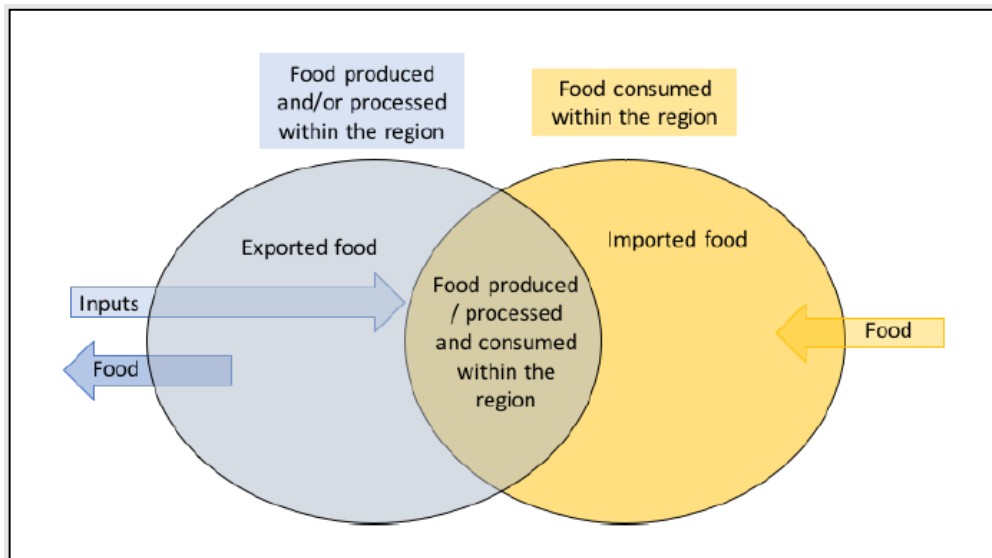 Food produced
and/or processed
within the region
Food consumed
within the region
Exported food
Imported food
Inputs
Food
Food produced
/ processed
and consumed
within the
region
Food